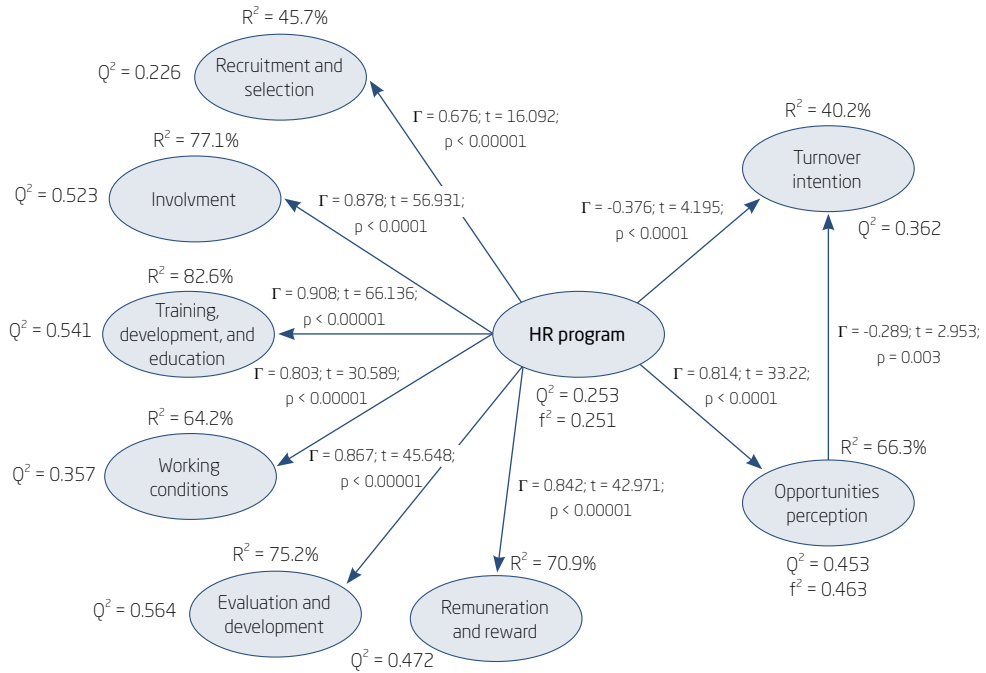 R² = 45.7%
Q² = 0.226
Recruitment and
selection
Γ = 0.676; t = 16.092;
p < 0.00001
R² = 77.1%
Q² = 0.523
Involvment
Γ = 0.878; t = 56.931;
p < 0.0001
R² = 82.6%
Q² = 0.541
Training,
development, and
education
Γ = 0.908; t = 66.136;
p < 0.00001
R² = 64.2%
Q² = 0.357
Working
conditions
Γ = 0.803; t = 30.589;
p < 0.00001
R² = 75.2%
Q² = 0.564
Evaluation and
development
Γ = 0.867; t = 45.648;
p < 0.00001
R² = 70.9%
Remuneration
and reward
Q² = 0.472
Γ = 0.842; t = 42.971;
p < 0.00001
HR program
Q² = 0.253
f² = 0.251
Γ = -0.376; t = 4.195;
p < 0.0001
R² = 40.2%
Turnover
intention
Q² = 0.362
Γ = -0.289; t = 2.953;
p = 0.003
Γ = 0.814; t = 33.22;
p < 0.0001
R² = 66.3%
Opportunities
perception
Q² = 0.453
f² = 0.463